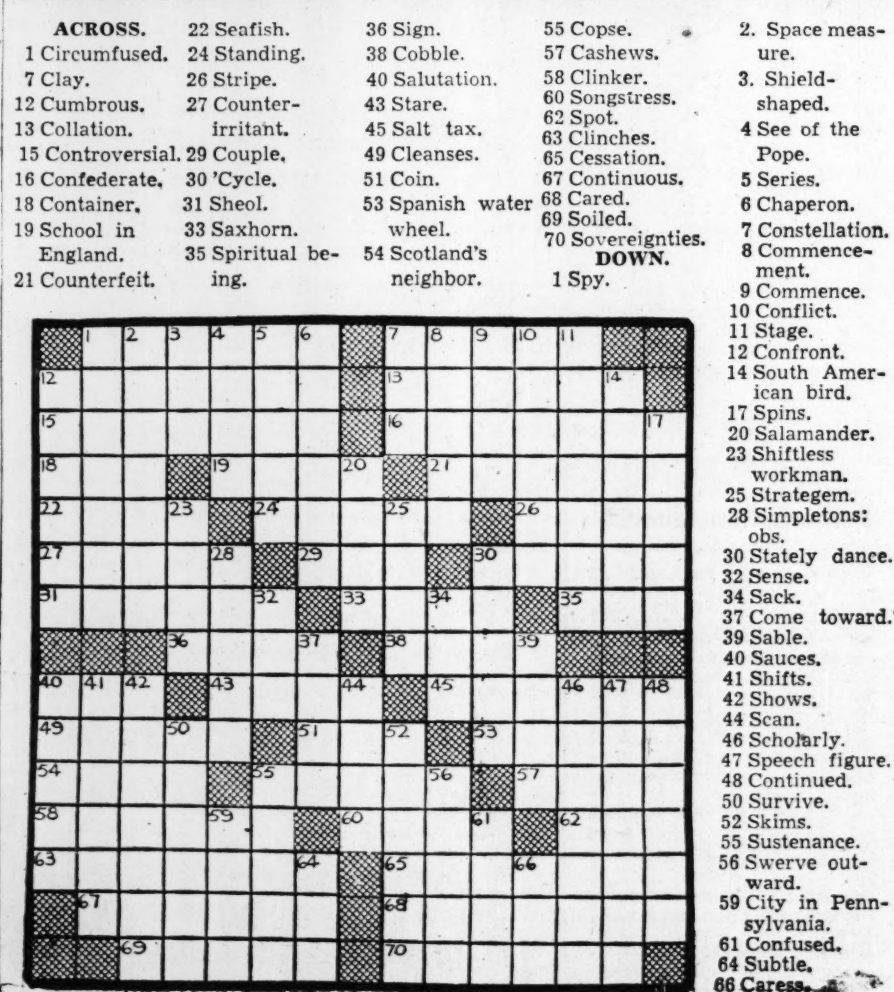 ACROSS.
1 Circumfused.
7 Clay.
12 Cumbrous.
13 Collation.
15 Controversial.
16 Confederate.
18 Container.
19 School in
England.
21 Counterfeit.
22 Seafish.
24 Standing.
26 Stripe.
27 Counter-
irritant.
29 Couple.
30 'Cycle.
31 Sheol.
33 Saxhorn.
35 Spiritual be-
ing.
36 Sign.
38 Cobble.
40 Salutation.
43 Stare.
45 Salt tax.
49 Cleanses.
51 Coin.
53 Spanish water
wheel.
54 Scotland's
neighbor.
55 Copse.
57 Cashews.
58 Clinker.
60 Songstress.
62 Spot.
63 Clinches.
65 Cessation.
67 Continuous.
68 Cared.
69 Soiled.
70 Sovereignties.
DOWN.
1 Spy.
2. Space meas-
ure.
3. Shield-
shaped.
4 See of the
Pope.
5 Series.
6 Chaperon.
7 Constellation.
8 Commence-
ment.
9 Commence.
10 Conflict.
11 Stage.
12 Confront.
14 South Amer-
ican bird.
17 Spins.
20 Salamander.
23 Shiftless
workman.
25 Strategem.
28 Simpletons:
obs.
30 Stately dance.
32 Sense.
34 Sack.
37 Come toward.
39 Sable.
40 Sauces.
41 Shifts.
42 Shows.
44 Scan.
46 Scholarly.
47 Speech figure.
48 Continued.
50 Survive.
52 Skims.
55 Sustenance.
56 Swerve out-
ward.
59 City in Penn-
sylvania.
61 Confused.
64 Subtle.
66 Caress.
1 2 3 4 5 6 7 8 9 10 11
12 13 14
15 16 17
18 19 20 21
22 23 24 25 26
27 28 29 30
31 32 33 34 35
36 37 38 39
40 41 42 43 44 45 46 47 48
49 50 51 52 53
54 55 56 57
58 59 60 61 62
63 64 65 66
67 68
69 70